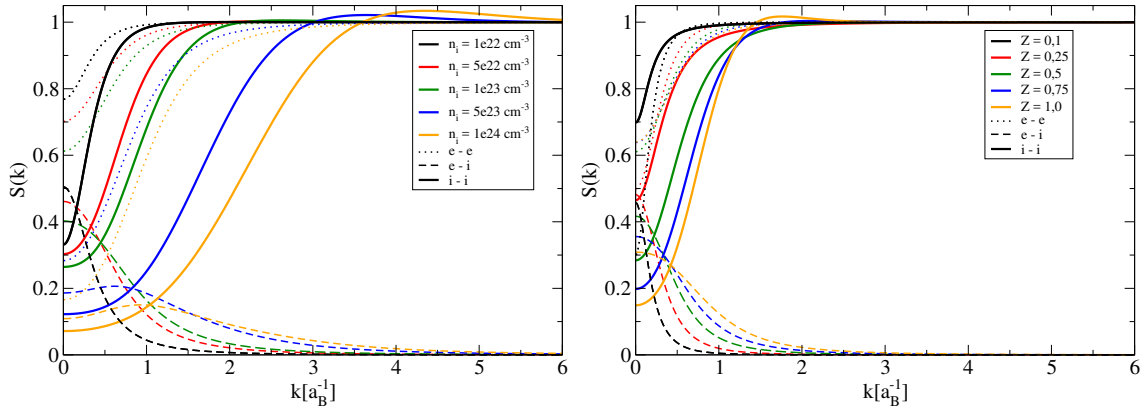 1
0.8
0.6
0.4
0.2
0
S(k)
0 1 2 3 4 5 6
k[a_B^-1]
n_i = 1e22 cm^-3
n_i = 5e22 cm^-3
n_i = 1e23 cm^-3
n_i = 5e23 cm^-3
n_i = 1e24 cm^-3
e - e
e - i
i - i
1
0.8
0.6
0.4
0.2
0
S(k)
0 1 2 3 4 5 6
k[a_B^-1]
Z = 0,1
Z = 0,25
Z = 0,5
Z = 0,75
Z = 1,0
e - e
e - i
i - i